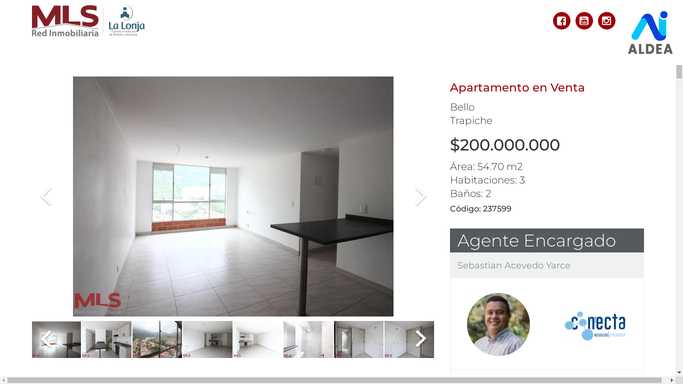 MLS
Red Inmobiliaria
La Lonja
ALDEA
Apartamento en Venta
Bello
Trapiche
$200.000.000
Área: 54.70 m2
Habitaciones: 3
Baños: 2
Código: 237599
MLS
Agente Encargado
Sebastian Acevedo Yarce
conecta